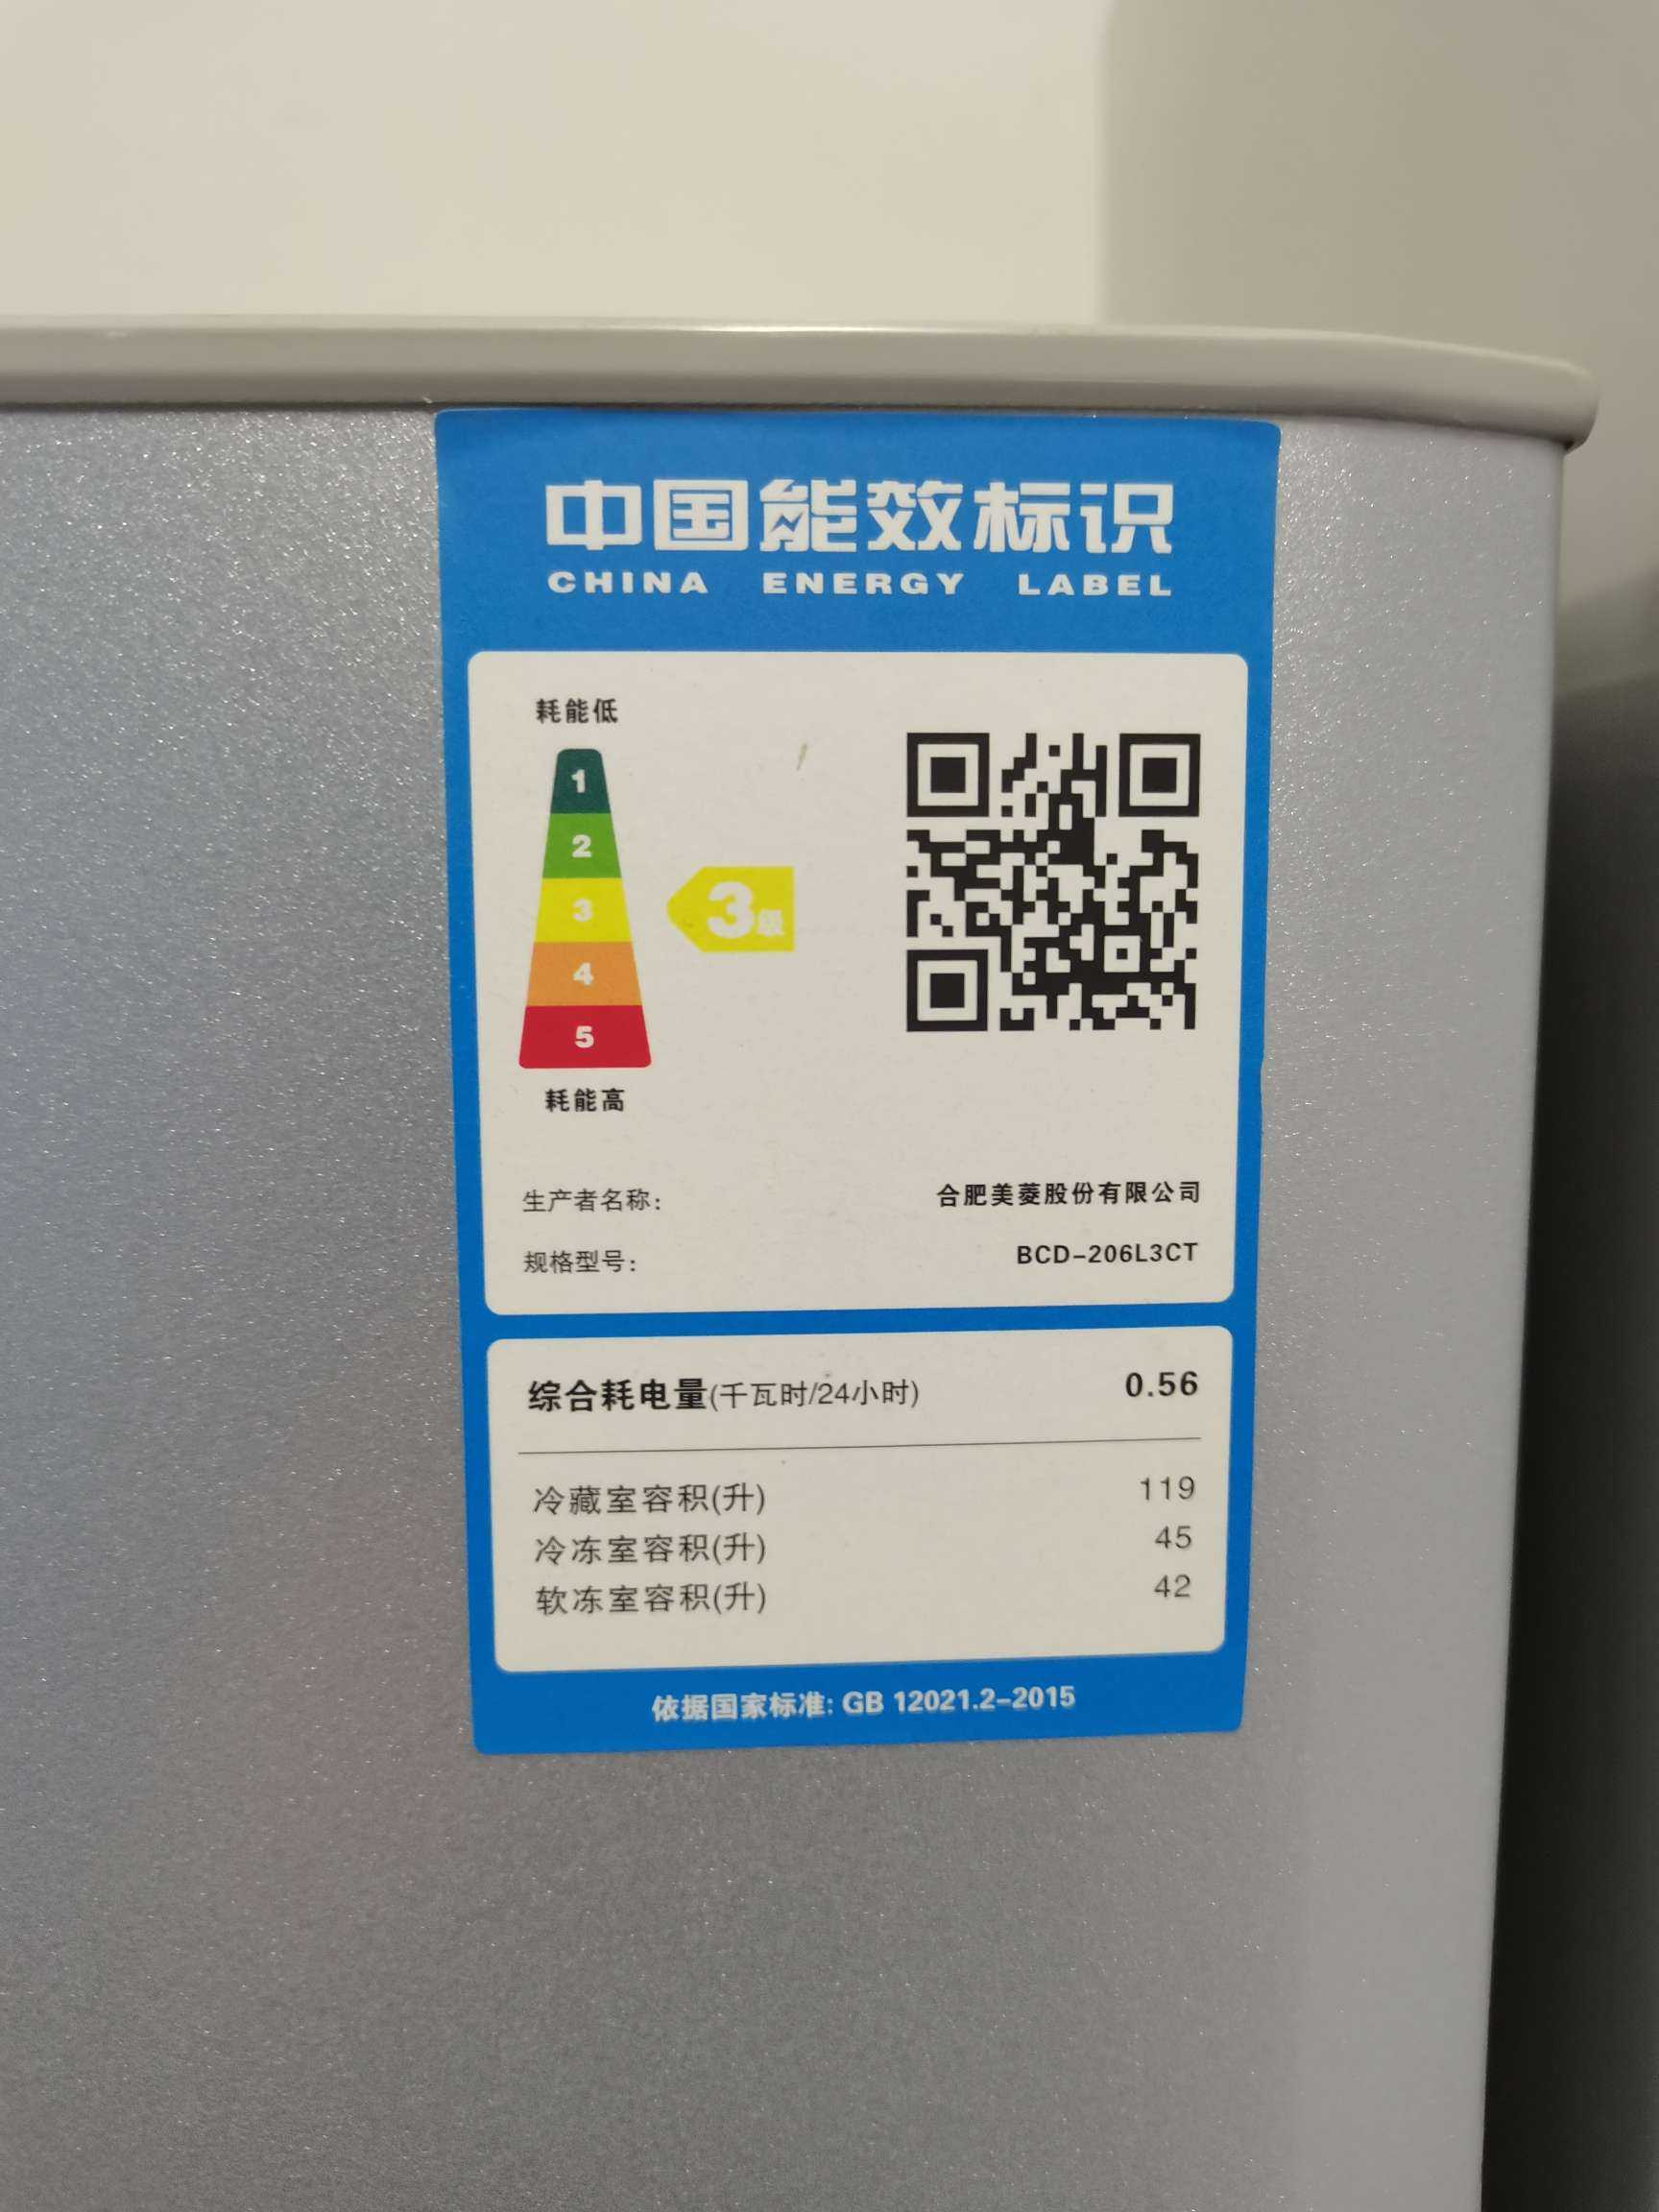 中国能效标识
CHINA ENERGY LABEL
耗能低
1
2
3
3级
4
5
耗能高
生产者名称: 合肥美菱股份有限公司
规格型号: BCD-206L3CT
综合耗电量(千瓦时/24小时) 0.56
冷藏室容积(升) 119
冷冻室容积(升) 45
软冻室容积(升) 42
依据国家标准: GB 12021.2-2015